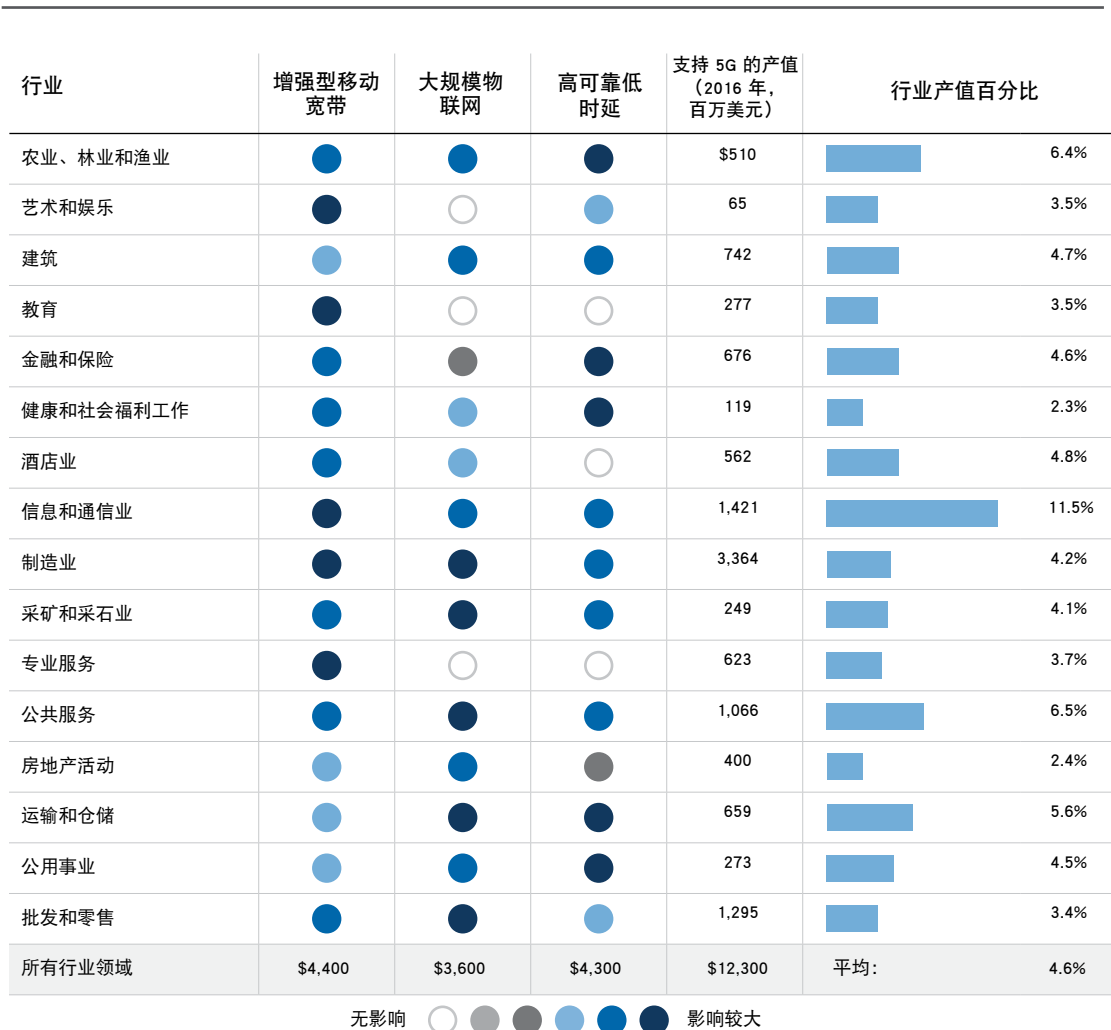 行业 增强型移动宽带 大规模物联网 高可靠低时延 支持 5G 的产值（2016 年，百万美元） 行业产值百分比
农业、林业和渔业 $510 6.4%
艺术和娱乐 65 3.5%
建筑 742 4.7%
教育 277 3.5%
金融和保险 676 4.6%
健康和社会福利工作 119 2.3%
酒店业 562 4.8%
信息和通信业 1,421 11.5%
制造业 3,364 4.2%
采矿和采石业 249 4.1%
专业服务 623 3.7%
公共服务 1,066 6.5%
房地产活动 400 2.4%
运输和仓储 659 5.6%
公用事业 273 4.5%
批发和零售 1,295 3.4%
所有行业领域 $4,400 $3,600 $4,300 $12,300 平均: 4.6%
无影响 影响较大